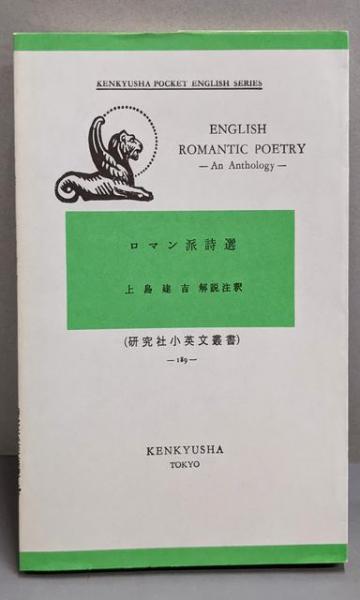 KENKYUSHA POCKET ENGLISH SERIES
ENGLISH
ROMANTIC POETRY
— An Anthology —
ロマン派詩選
上島建吉 解説注釈
(研究社小英文叢書)
— 189 —
KENKYUSHA
TOKYO